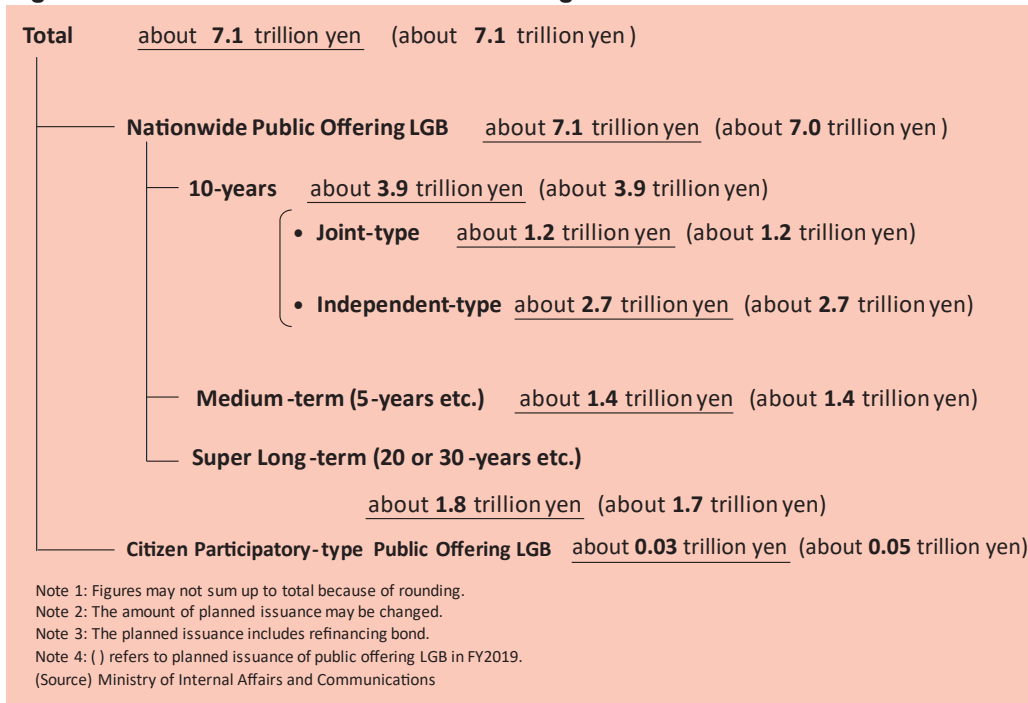 Total about 7.1 trillion yen (about 7.1 trillion yen )
Nationwide Public Offering LGB about 7.1 trillion yen (about 7.0 trillion yen )
10-years about 3.9 trillion yen (about 3.9 trillion yen)
• Joint-type about 1.2 trillion yen (about 1.2 trillion yen)
• Independent-type about 2.7 trillion yen (about 2.7 trillion yen)
Medium-term (5-years etc.) about 1.4 trillion yen (about 1.4 trillion yen)
Super Long-term (20 or 30-years etc.)
about 1.8 trillion yen (about 1.7 trillion yen)
Citizen Participatory-type Public Offering LGB about 0.03 trillion yen (about 0.05 trillion yen)
Note 1: Figures may not sum up to total because of rounding.
Note 2: The amount of planned issuance may be changed.
Note 3: The planned issuance includes refinancing bond.
Note 4: ( ) refers to planned issuance of public offering LGB in FY2019.
(Source) Ministry of Internal Affairs and Communications